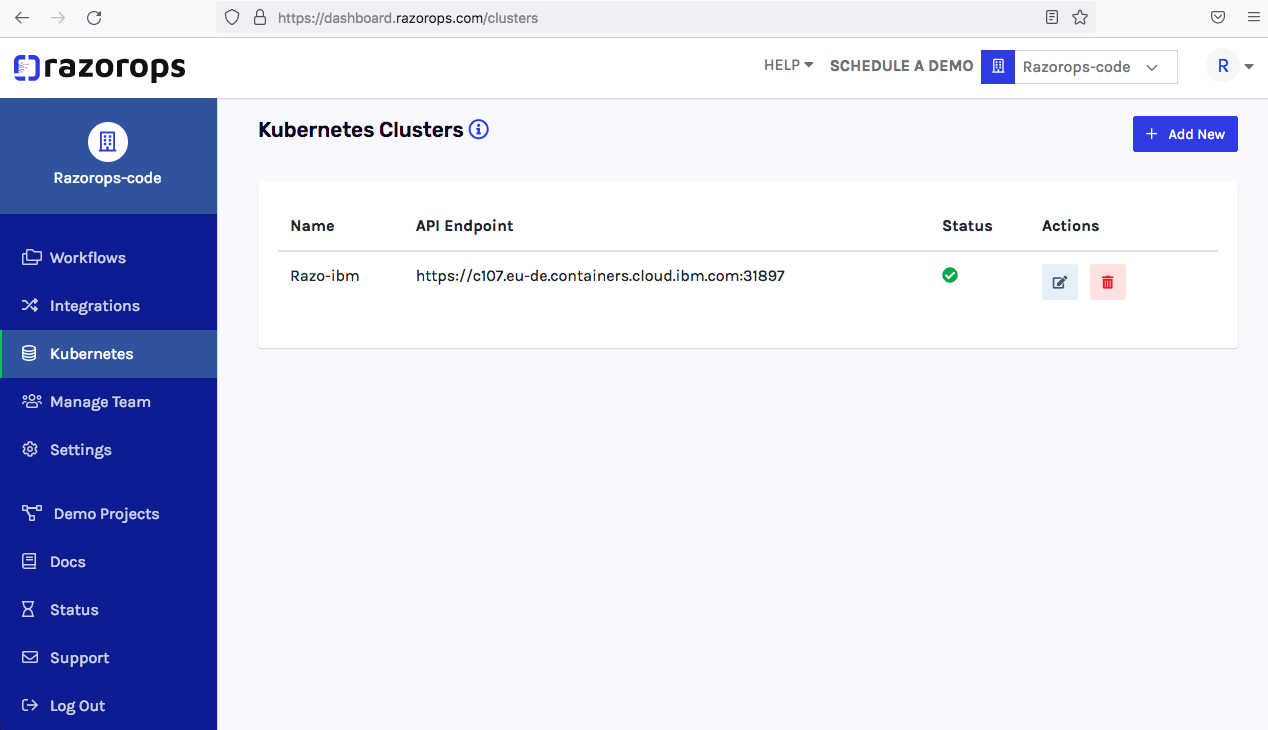 https://dashboard.razorops.com/clusters
razorops
HELP
SCHEDULE A DEMO
Razorops-code
R
Razorops-code
Workflows
Integrations
Kubernetes
Manage Team
Settings
Demo Projects
Docs
Status
Support
Log Out
Kubernetes Clusters
+ Add New
Name API Endpoint Status Actions
Razo-ibm https://c107.eu-de.containers.cloud.ibm.com:31897